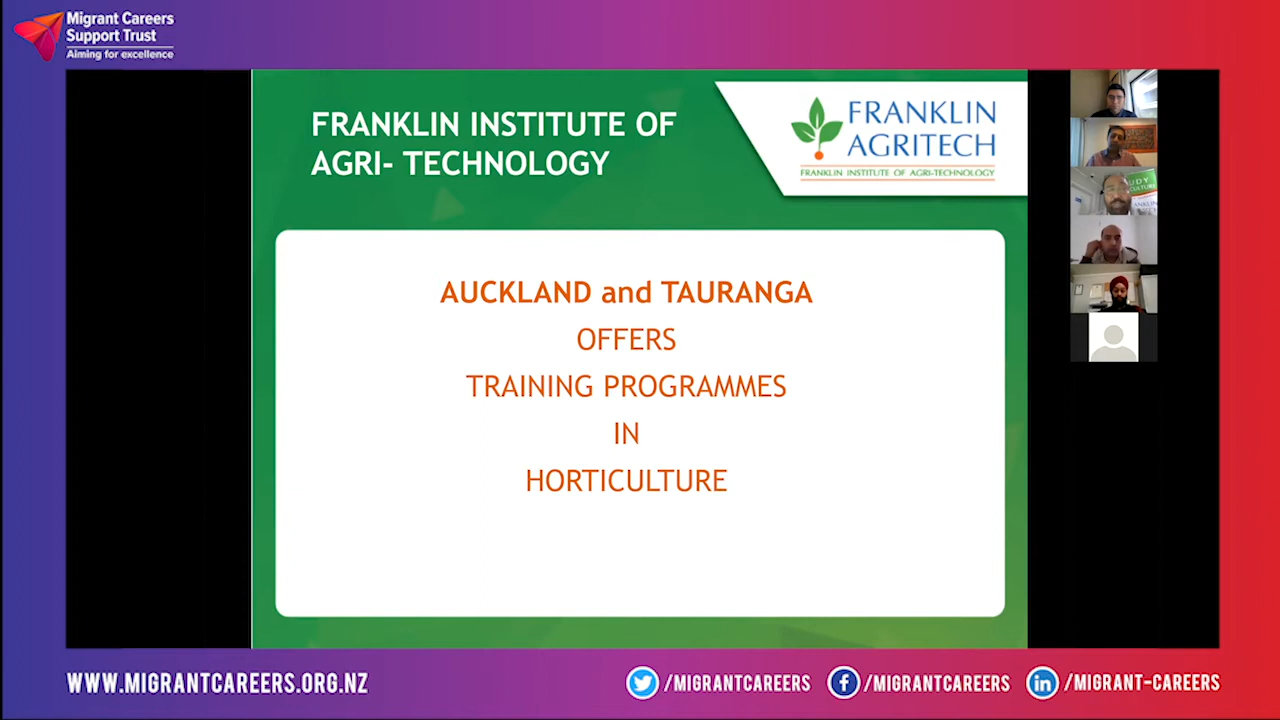 Migrant Careers
Support Trust
Aiming for excellence
FRANKLIN INSTITUTE OF
AGRI- TECHNOLOGY
FRANKLIN
AGRITECH
FRANKLIN INSTITUTE OF AGRI-TECHNOLOGY
AUCKLAND and TAURANGA
OFFERS
TRAINING PROGRAMMES
IN
HORTICULTURE
WWW.MIGRANTCAREERS.ORG.NZ
/MIGRANTCAREERS
/MIGRANTCAREERS
/MIGRANT-CAREERS